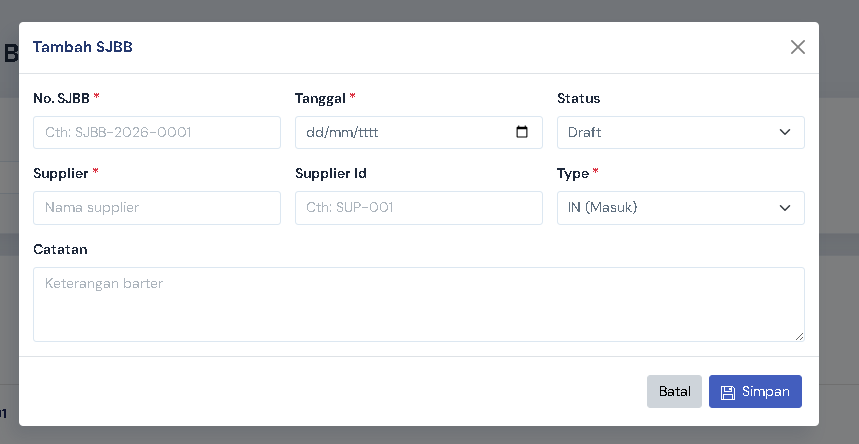 B
Tambah SJBB
No. SJBB * Tanggal * Status
Cth: SJBB-2026-0001 dd/mm/tttt Draft
Supplier * Supplier Id Type *
Nama supplier Cth: SUP-001 IN (Masuk)
Catatan
Keterangan barter
Batal Simpan